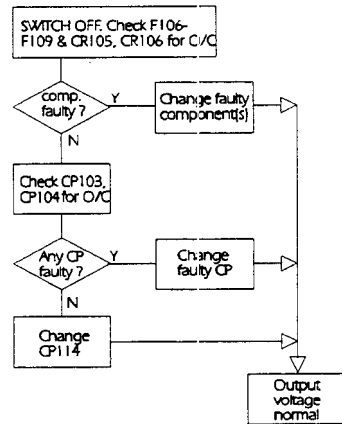 SWITCH OFF. Check F106-
F109 & CR105, CR106 for O/C
comp.
faulty ?
Y
Change faulty
component(s)
N
Check CP103,
CP104 for O/C
Any CP
faulty ?
Y
Change
faulty CP
N
Change
CP114
Output
voltage
normal